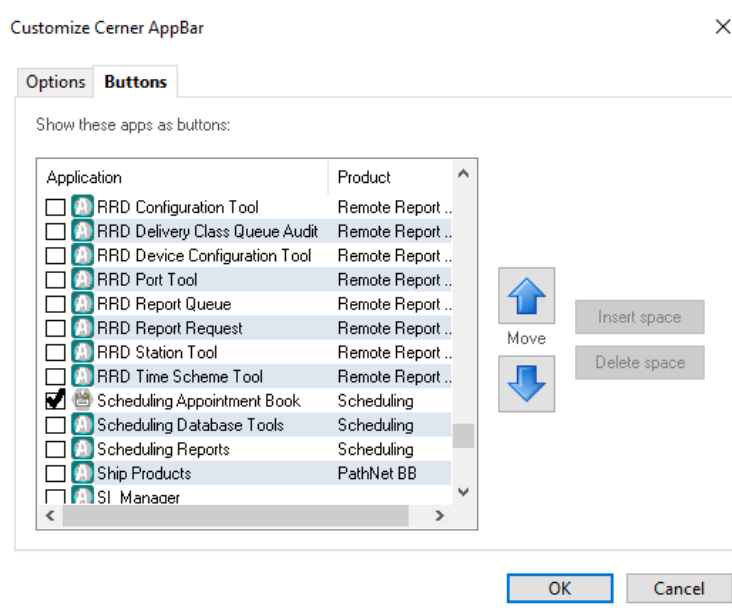 Customize Cerner AppBar
Options Buttons
Show these apps as buttons:
Application Product
RRD Configuration Tool Remote Report ..
RRD Delivery Class Queue Audit Remote Report ..
RRD Device Configuration Tool Remote Report ..
RRD Port Tool Remote Report ..
RRD Report Queue Remote Report ..
RRD Report Request Remote Report ..
RRD Station Tool Remote Report ..
RRD Time Scheme Tool Remote Report ..
Scheduling Appointment Book Scheduling
Scheduling Database Tools Scheduling
Scheduling Reports Scheduling
Ship Products PathNet BB
SI_Manager
Move
Insert space
Delete space
OK Cancel